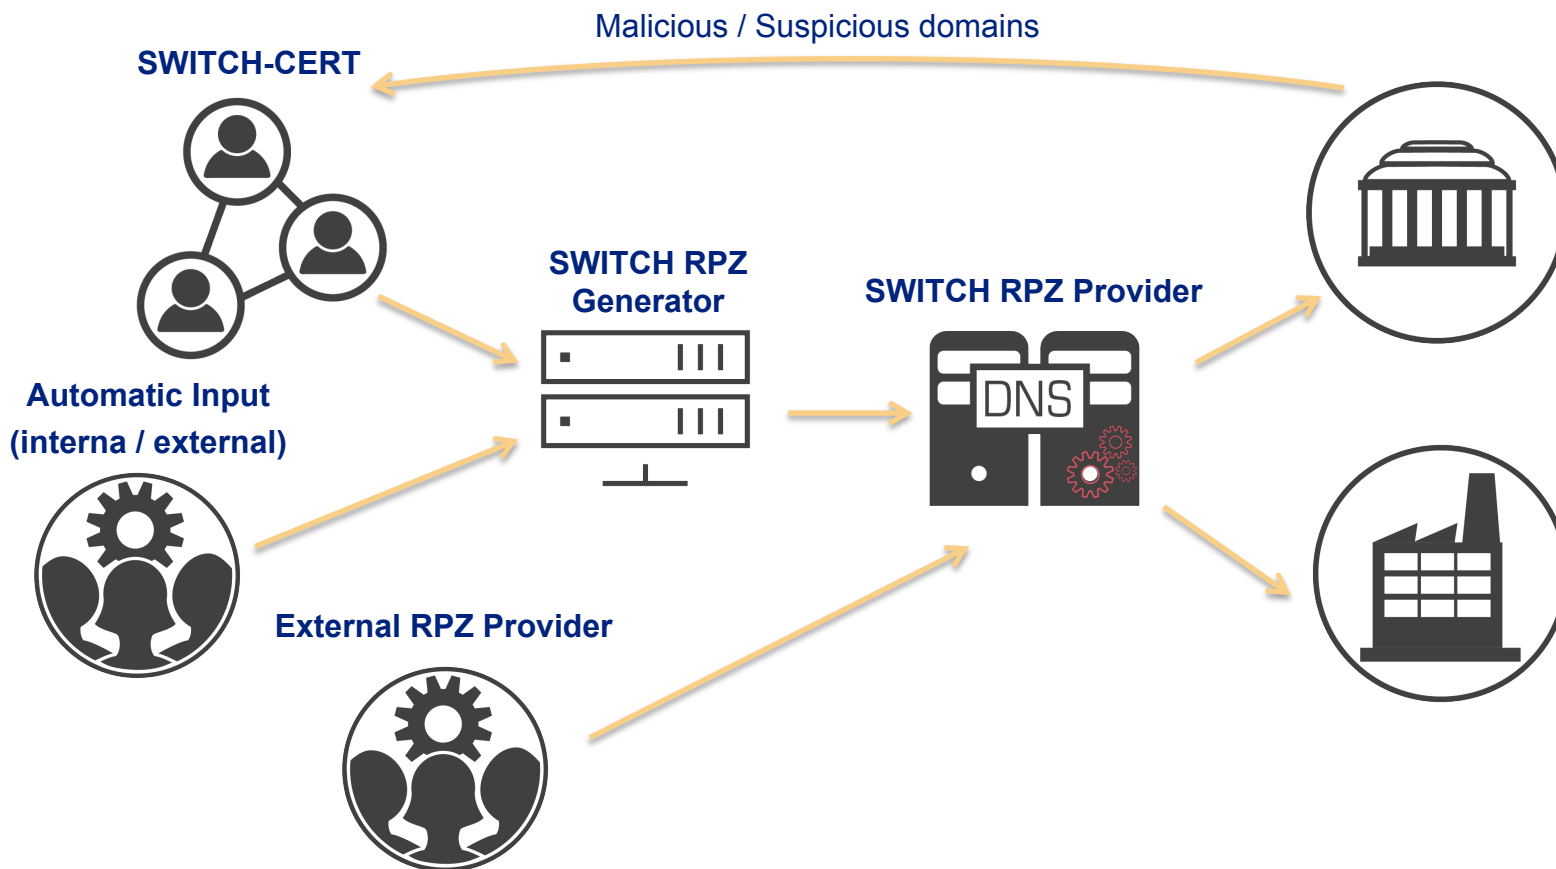 Malicious / Suspicious domains
SWITCH-CERT
SWITCH RPZ
Generator
SWITCH RPZ Provider
DNS
Automatic Input
(interna / external)
External RPZ Provider